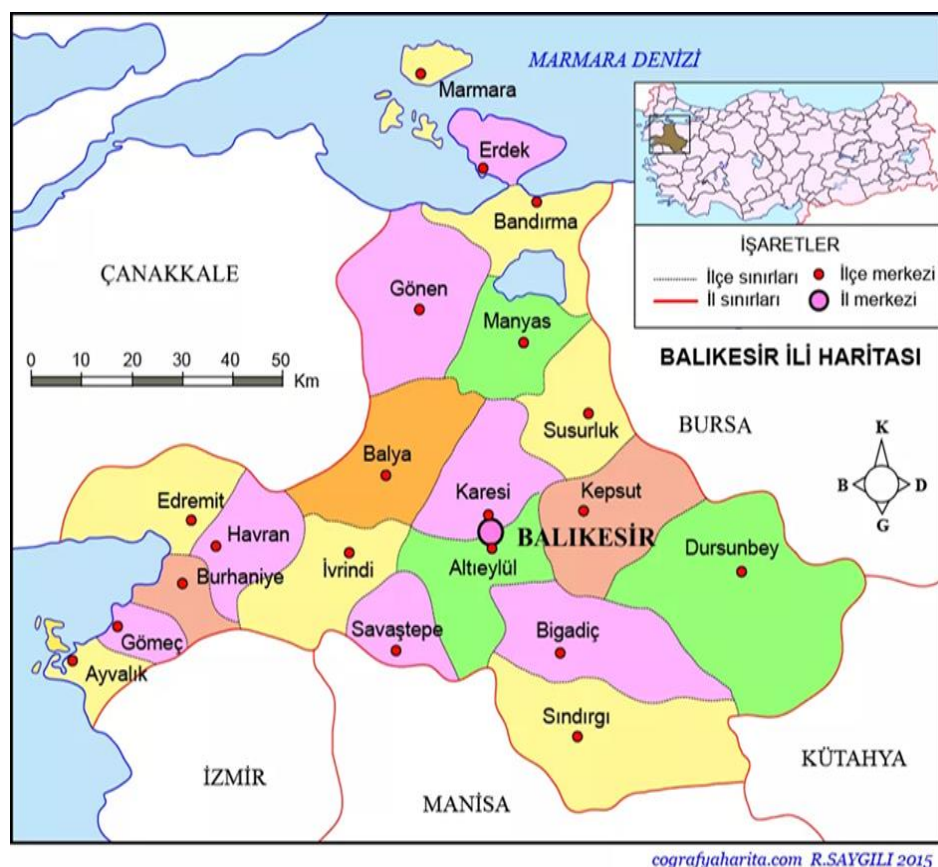 MARMARA DENİZİ
Marmara
Erdek
Bandırma
ÇANAKKALE
Gönen
Manyas
İŞARETLER
İlçe sınırları
İlçe merkezi
İl sınırları
İl merkezi
0 10 20 30 40 50
Km
BALIKESİR İLİ HARİTASI
BURSA
Susurluk
Balya
Karesi
Kepsut
K
B D
G
Edremit
Havran
BALIKESİR
Dursunbey
İvrindi
Altıeylül
Burhaniye
Gömeç
Savaştepe
Bigadiç
Ayvalık
Sındırgı
İZMİR
MANİSA
KÜTAHYA
cografyaharita.com R.SAYGILI 2015